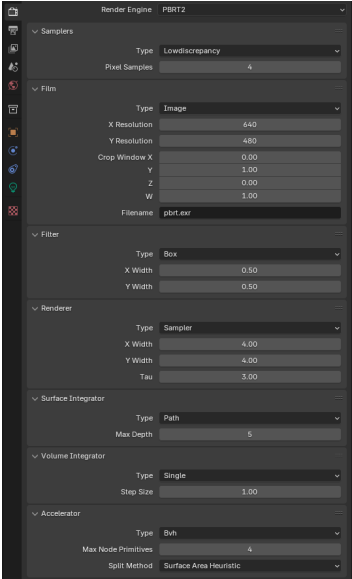 Render Engine PBRT2
Samplers
Type Lowdiscrepancy
Pixel Samples 4
Film
Type Image
X Resolution 640
Y Resolution 480
Crop Window X 0.00
Y 1.00
Z 0.00
W 1.00
Filename pbrt.exr
Filter
Type Box
X Width 0.50
Y Width 0.50
Renderer
Type Sampler
X Width 4.00
Y Width 4.00
Tau 3.00
Surface Integrator
Type Path
Max Depth 5
Volume Integrator
Type Single
Step Size 1.00
Accelerator
Type Bvh
Max Node Primitives 4
Split Method Surface Area Heuristic